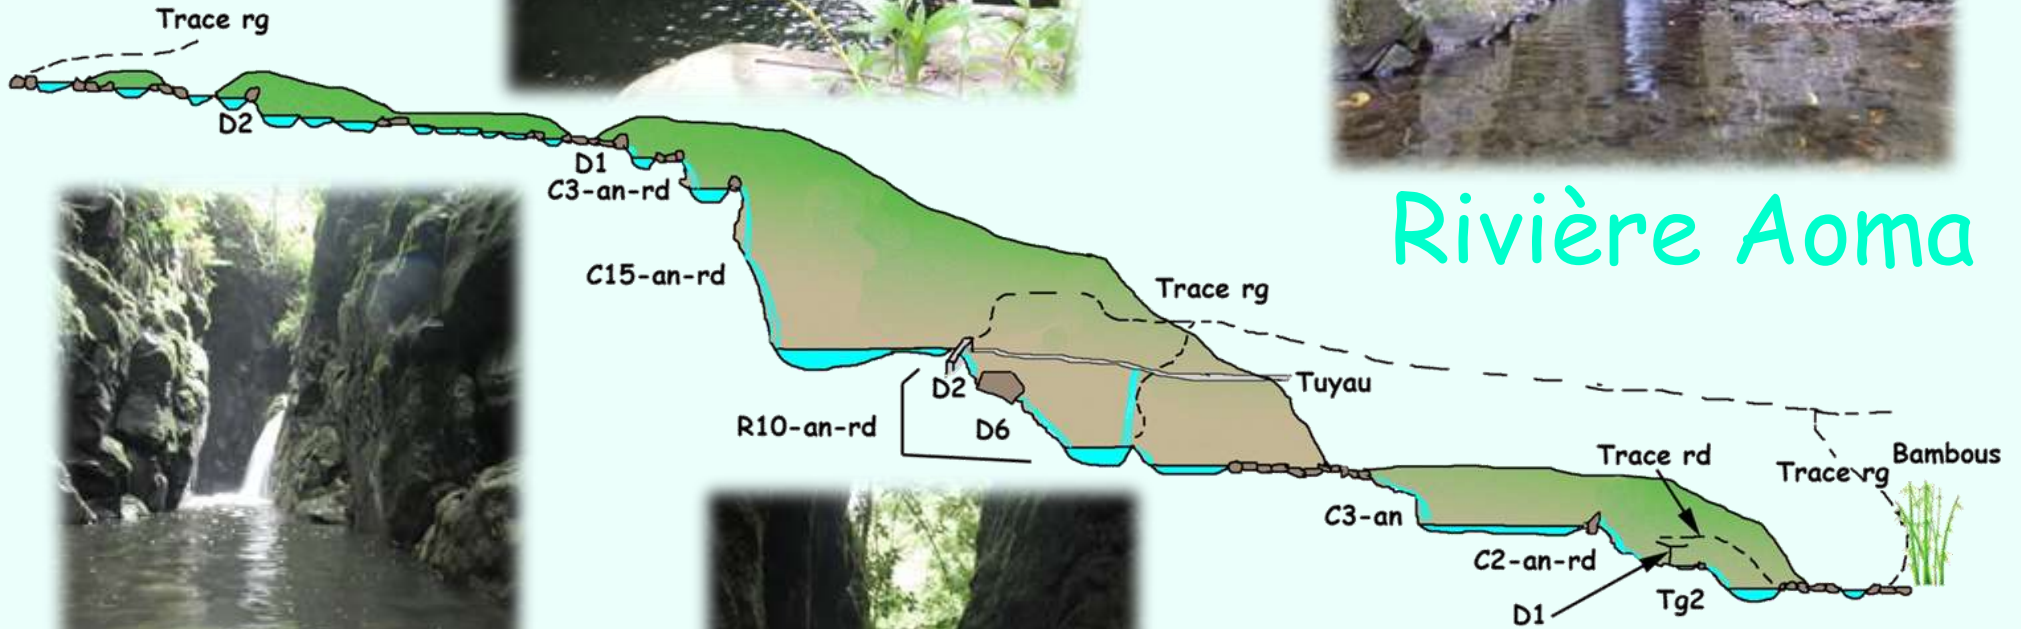 Trace rg
D2
D1
C3-an-rd
Rivière Aoma
C15-an-rd
Trace rg
Tuyau
D2
R10-an-rd
D6
Trace rd
Bambous
Trace rg
C3-an
C2-an-rd
Tg2
D1